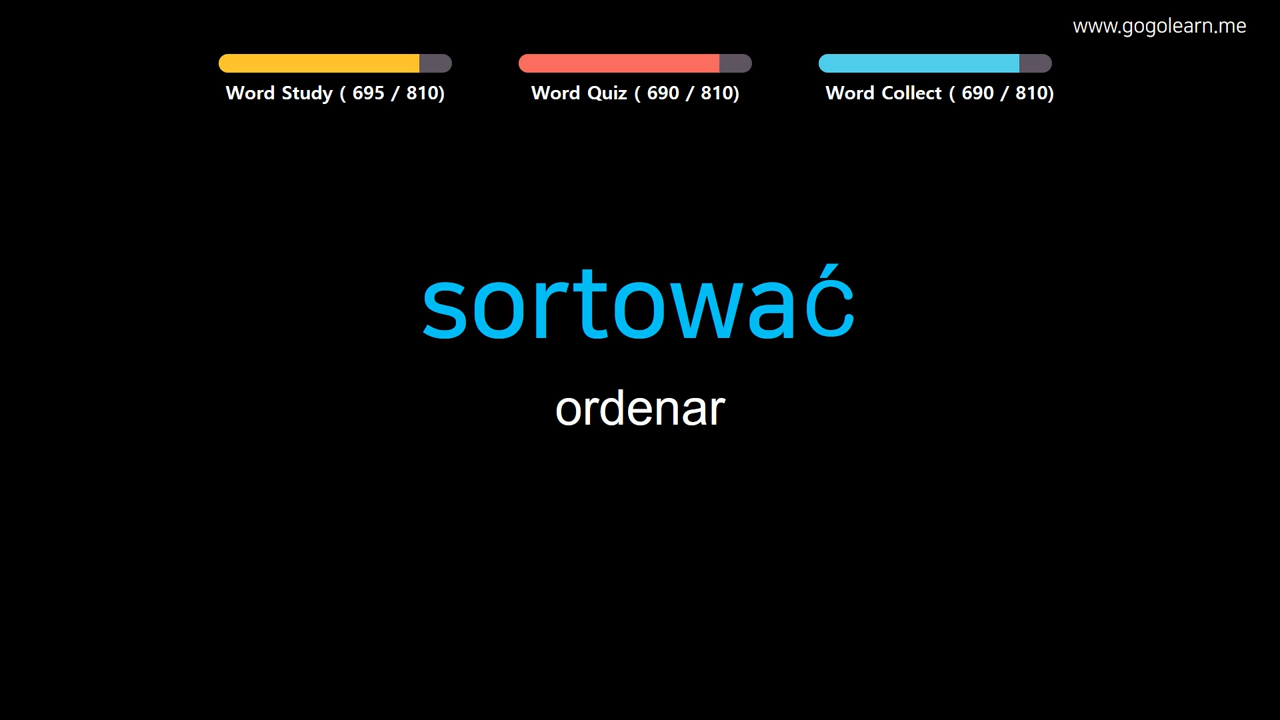 www.gogolearn.me
Word Study ( 695 / 810)
Word Quiz ( 690 / 810)
Word Collect ( 690 / 810)
sortować
ordenar